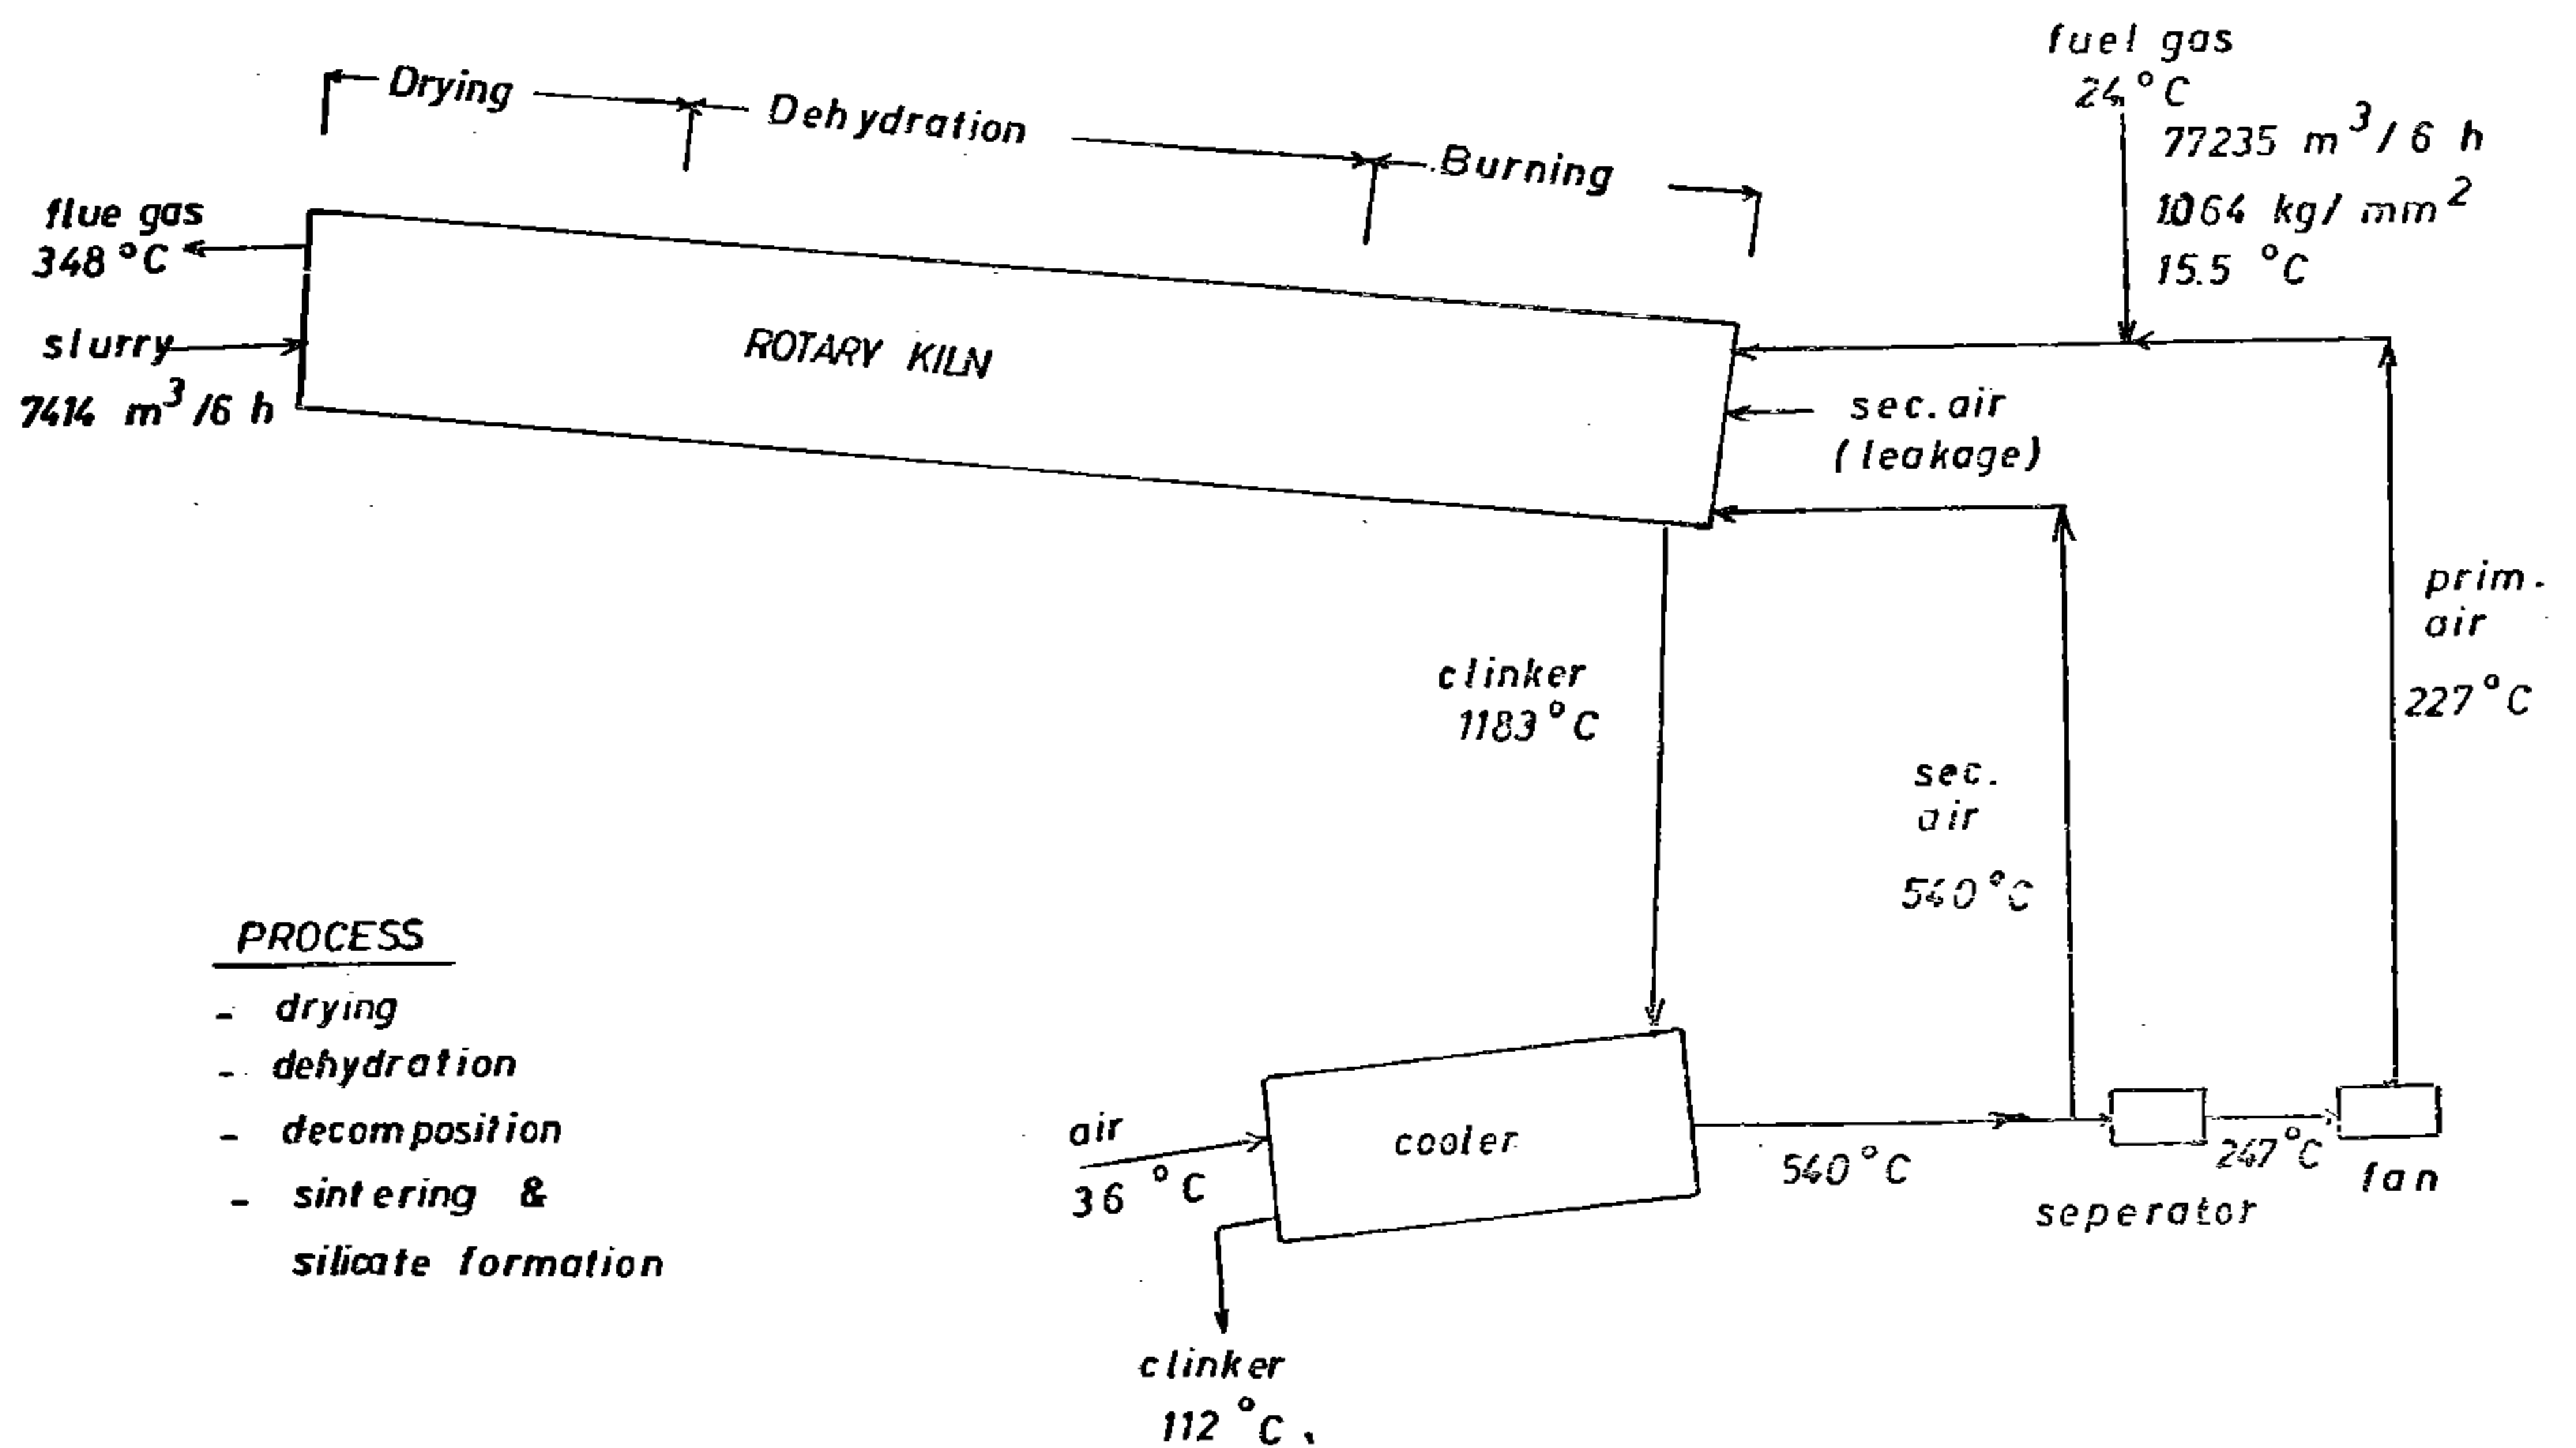 Drying
Dehydration
Burning
fuel gas
24 °C
77235 m³/6 h
1064 kg/mm²
15.5 °C
flue gas
348 °C
slurry
7414 m³/6 h
ROTARY KILN
sec. air
(leakage)
prim.
air
227 °C
clinker
1183 °C
sec.
air
540 °C
PROCESS
- drying
- dehydration
- decomposition
- sintering &
silicate formation
air
36 °C
cooler
540 °C
seperator
247 °C
fan
clinker
112 °C.